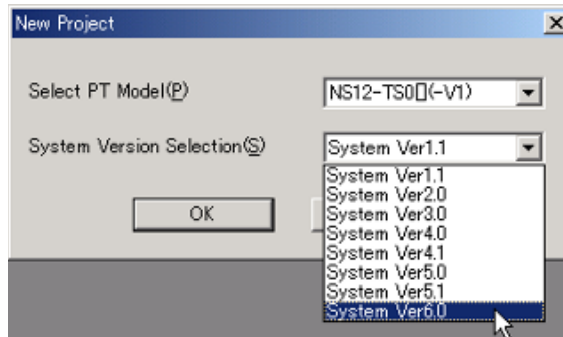 New Project
Select PT Model(P) NS12-TS0▯(-V1)
System Version Selection(S) System Ver1.1
System Ver1.1
System Ver2.0
System Ver3.0
OK System Ver4.0
System Ver4.1
System Ver5.0
System Ver5.1
System Ver6.0